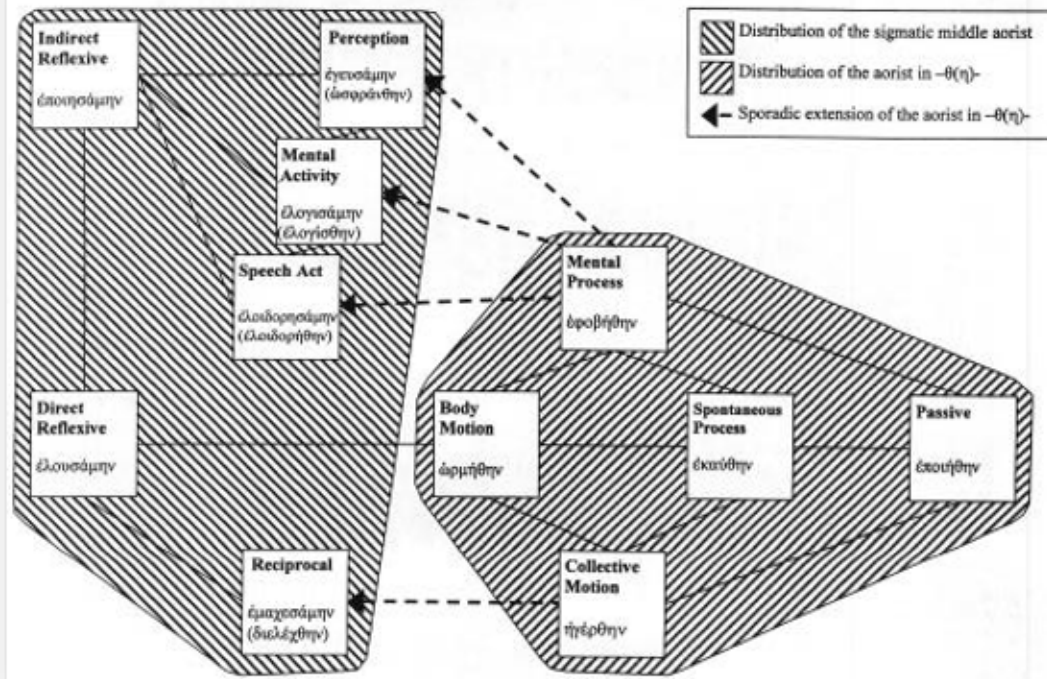 Indirect
Reflexive
ἐποιησάμην
Perception
ἐγευσάμην
(ὠσφράνθην)
Distribution of the sigmatic middle aorist
Distribution of the aorist in –θ(η)-
Sporadic extension of the aorist in –θ(η)-
Mental
Activity
ἐλογισάμην
(ἐλογίσθην)
Speech Act
ἐλοιδορησάμην
(ἐλοιδορήθην)
Mental
Process
ἐφοβήθην
Direct
Reflexive
ἐλουσάμην
Body
Motion
ὡρμήθην
Spontaneous
Process
ἐκαύθην
Passive
ἐποιήθην
Reciprocal
ἐμαχεσάμην
(διελέχθην)
Collective
Motion
ἠγέρθην